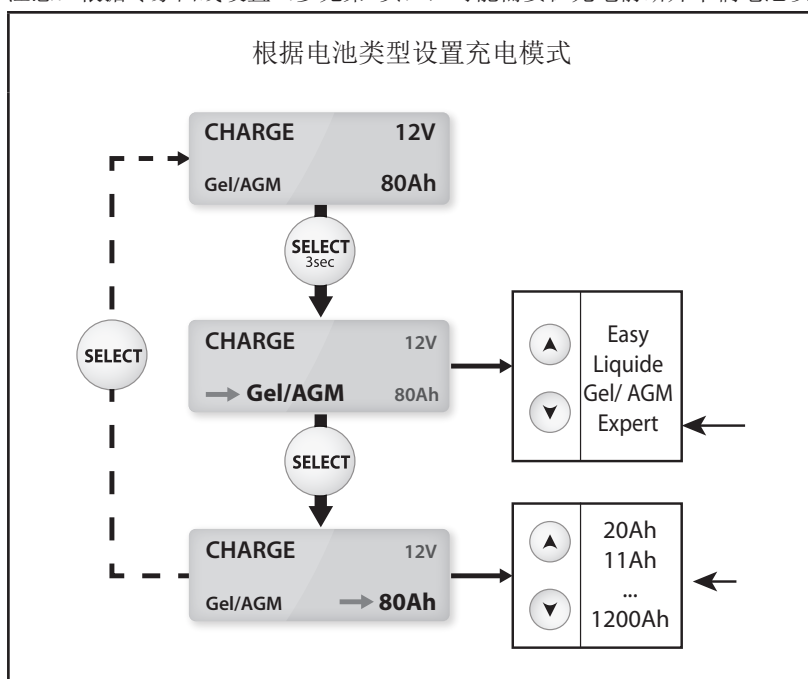 根据电池类型设置充电模式
CHARGE 12V
Gel/AGM 80Ah
SELECT
3sec
SELECT
CHARGE 12V
Gel/AGM 80Ah
Easy
Liquide
Gel/ AGM
Expert
SELECT
CHARGE 12V
Gel/AGM 80Ah
20Ah
11Ah
...
1200Ah